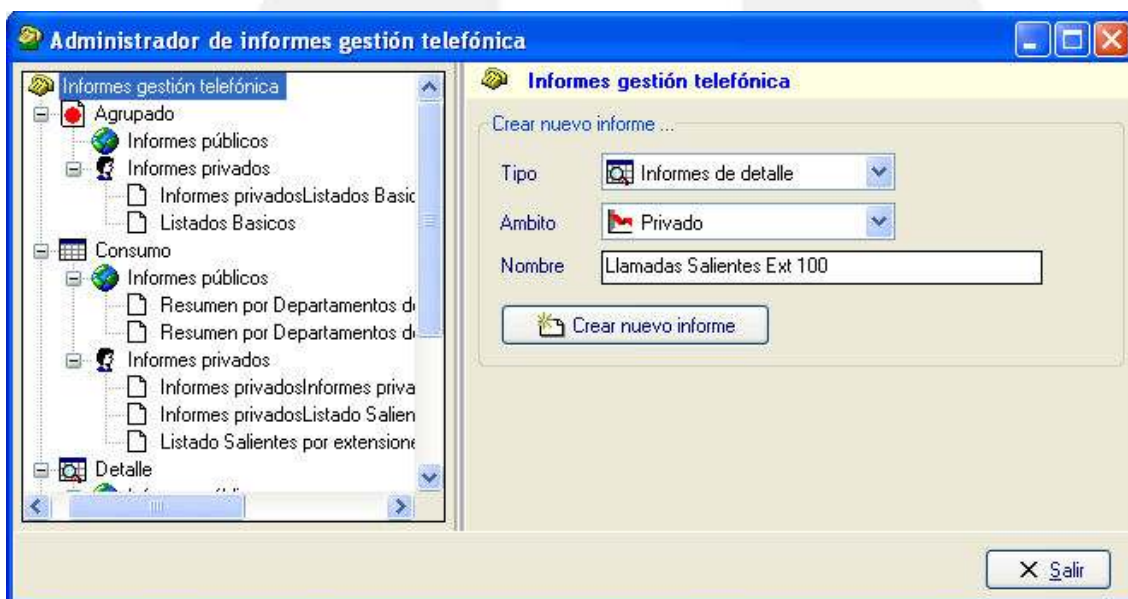 Administrador de informes gestión telefónica
Informes gestión telefónica
Agrupado
Informes públicos
Informes privados
Informes privadosListados Basic
Listados Basicos
Consumo
Informes públicos
Resumen por Departamentos d
Resumen por Departamentos d
Informes privados
Informes privadosInformes priva
Informes privadosListado Salien
Listado Salientes por extensione
Detalle
Informes gestión telefónica
Crear nuevo informe ...
Tipo Informes de detalle
Ambito Privado
Nombre Llamadas Salientes Ext 100
Crear nuevo informe
Salir